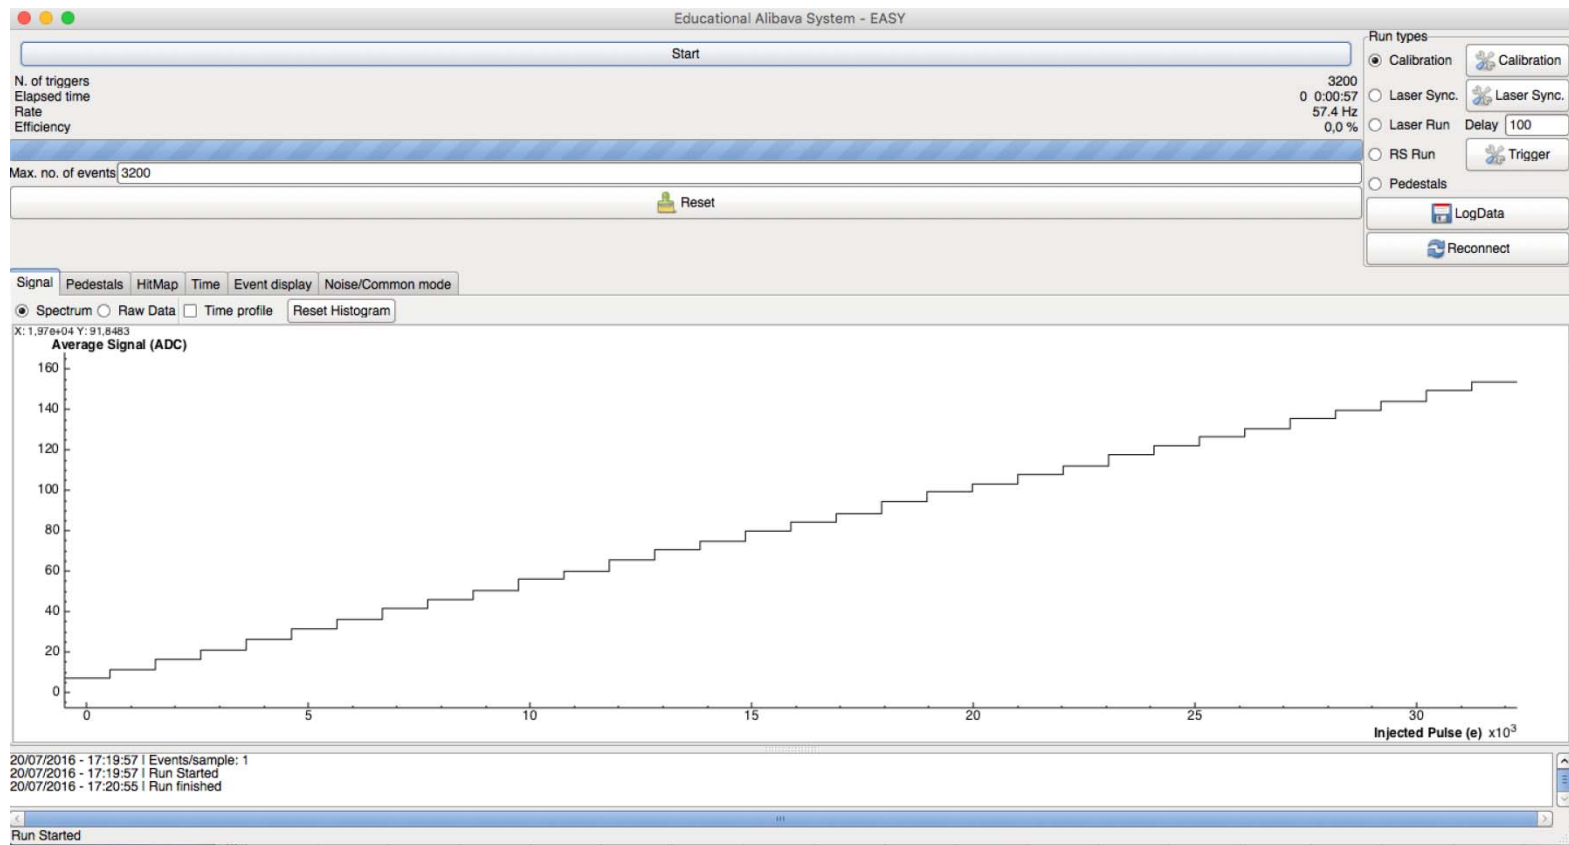 Educational Alibava System - EASY
Start
N. of triggers 3200
Elapsed time 0 0:00:57
Rate 57.4 Hz
Efficiency 0,0 %
Max. no. of events 3200
Reset
Run types
Calibration Calibration
Laser Sync. Laser Sync.
Laser Run Delay 100
RS Run Trigger
Pedestals
LogData
Reconnect
Signal Pedestals HitMap Time Event display Noise/Common mode
Spectrum Raw Data Time profile Reset Histogram
X: 1,97e+04 Y: 91,8483
Average Signal (ADC)
160
140
120
100
80
60
40
20
0
0 5 10 15 20 25 30
Injected Pulse (e) x10³
20/07/2016 - 17:19:57 | Events/sample: 1
20/07/2016 - 17:19:57 | Run Started
20/07/2016 - 17:20:55 | Run finished
Run Started